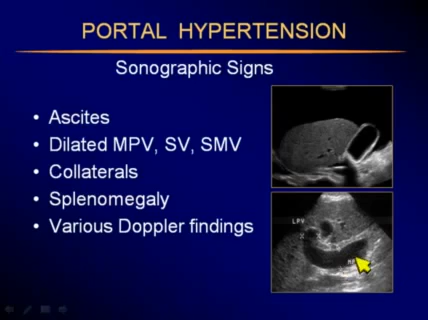 PORTAL HYPERTENSION
Sonographic Signs
• Ascites
• Dilated MPV, SV, SMV
• Collaterals
• Splenomegaly
• Various Doppler findings
LPV